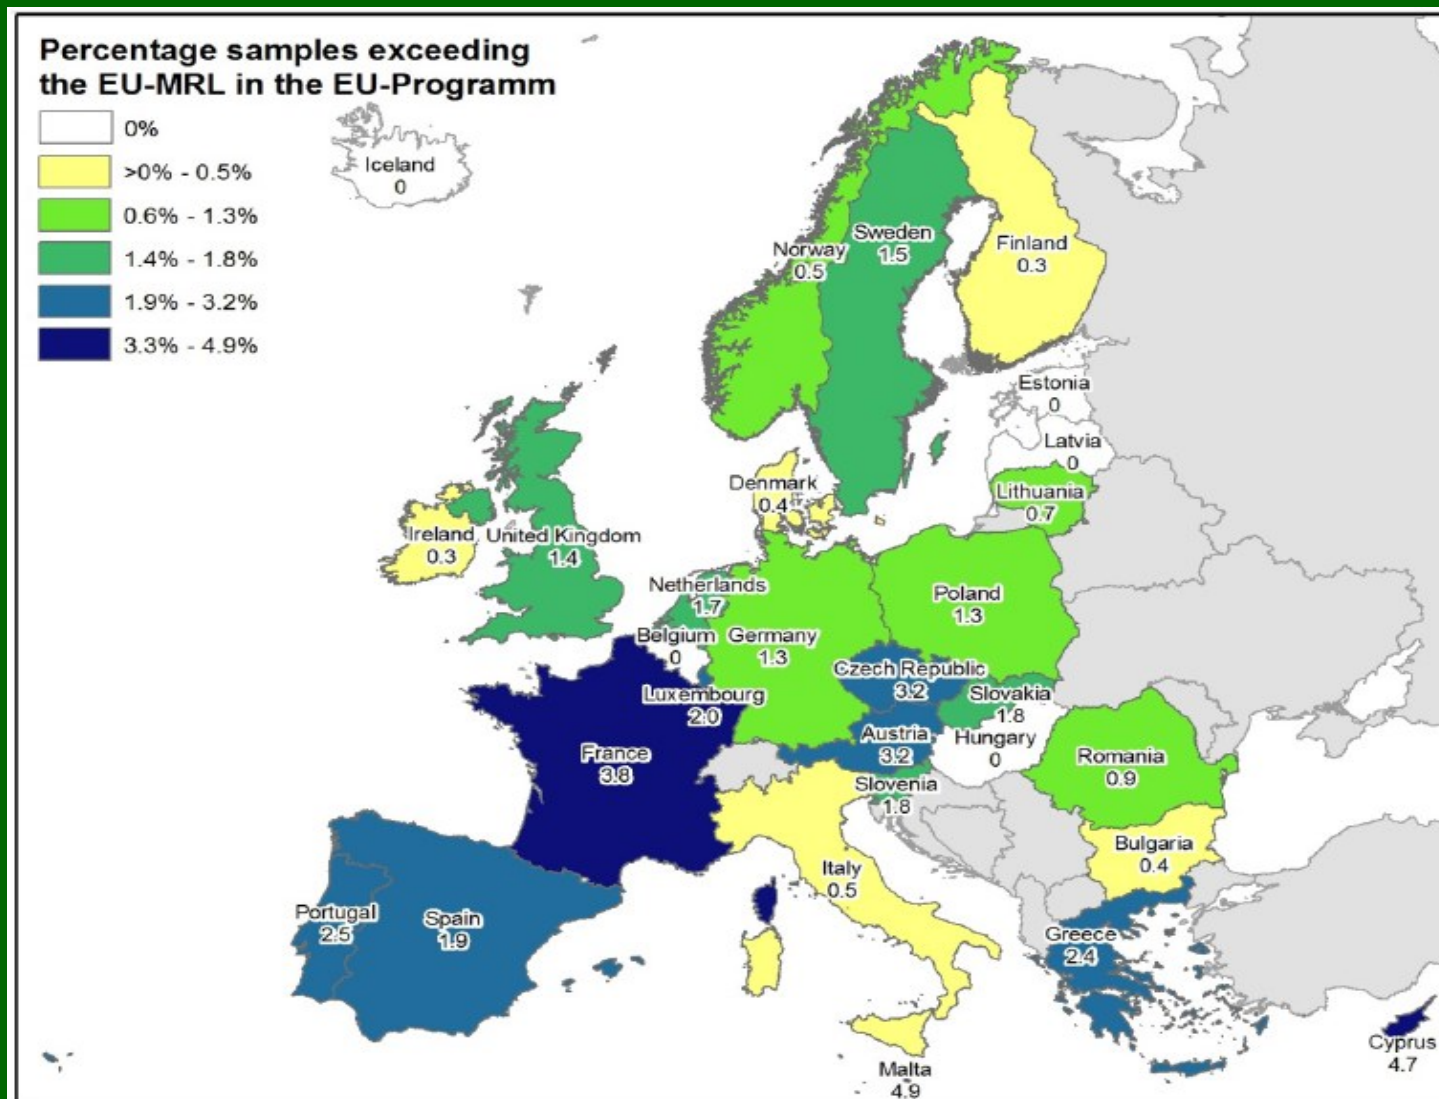 Percentage samples exceeding
the EU-MRL in the EU-Programm
0%
>0% - 0.5%
0.6% - 1.3%
1.4% - 1.8%
1.9% - 3.2%
3.3% - 4.9%
Iceland
0
Norway
0.5
Sweden
1.5
Finland
0.3
Estonia
0
Latvia
0
Lithuania
0.7
Denmark
0.4
Ireland
0.3
United Kingdom
1.4
Netherlands
1.7
Belgium
0
Germany
1.3
Poland
1.3
Luxembourg
2.0
Czech Republic
3.2
Slovakia
1.8
Austria
3.2
Hungary
0
France
3.8
Slovenia
1.8
Romania
0.9
Bulgaria
0.4
Italy
0.5
Portugal
2.5
Spain
1.9
Greece
2.4
Malta
4.9
Cyprus
4.7